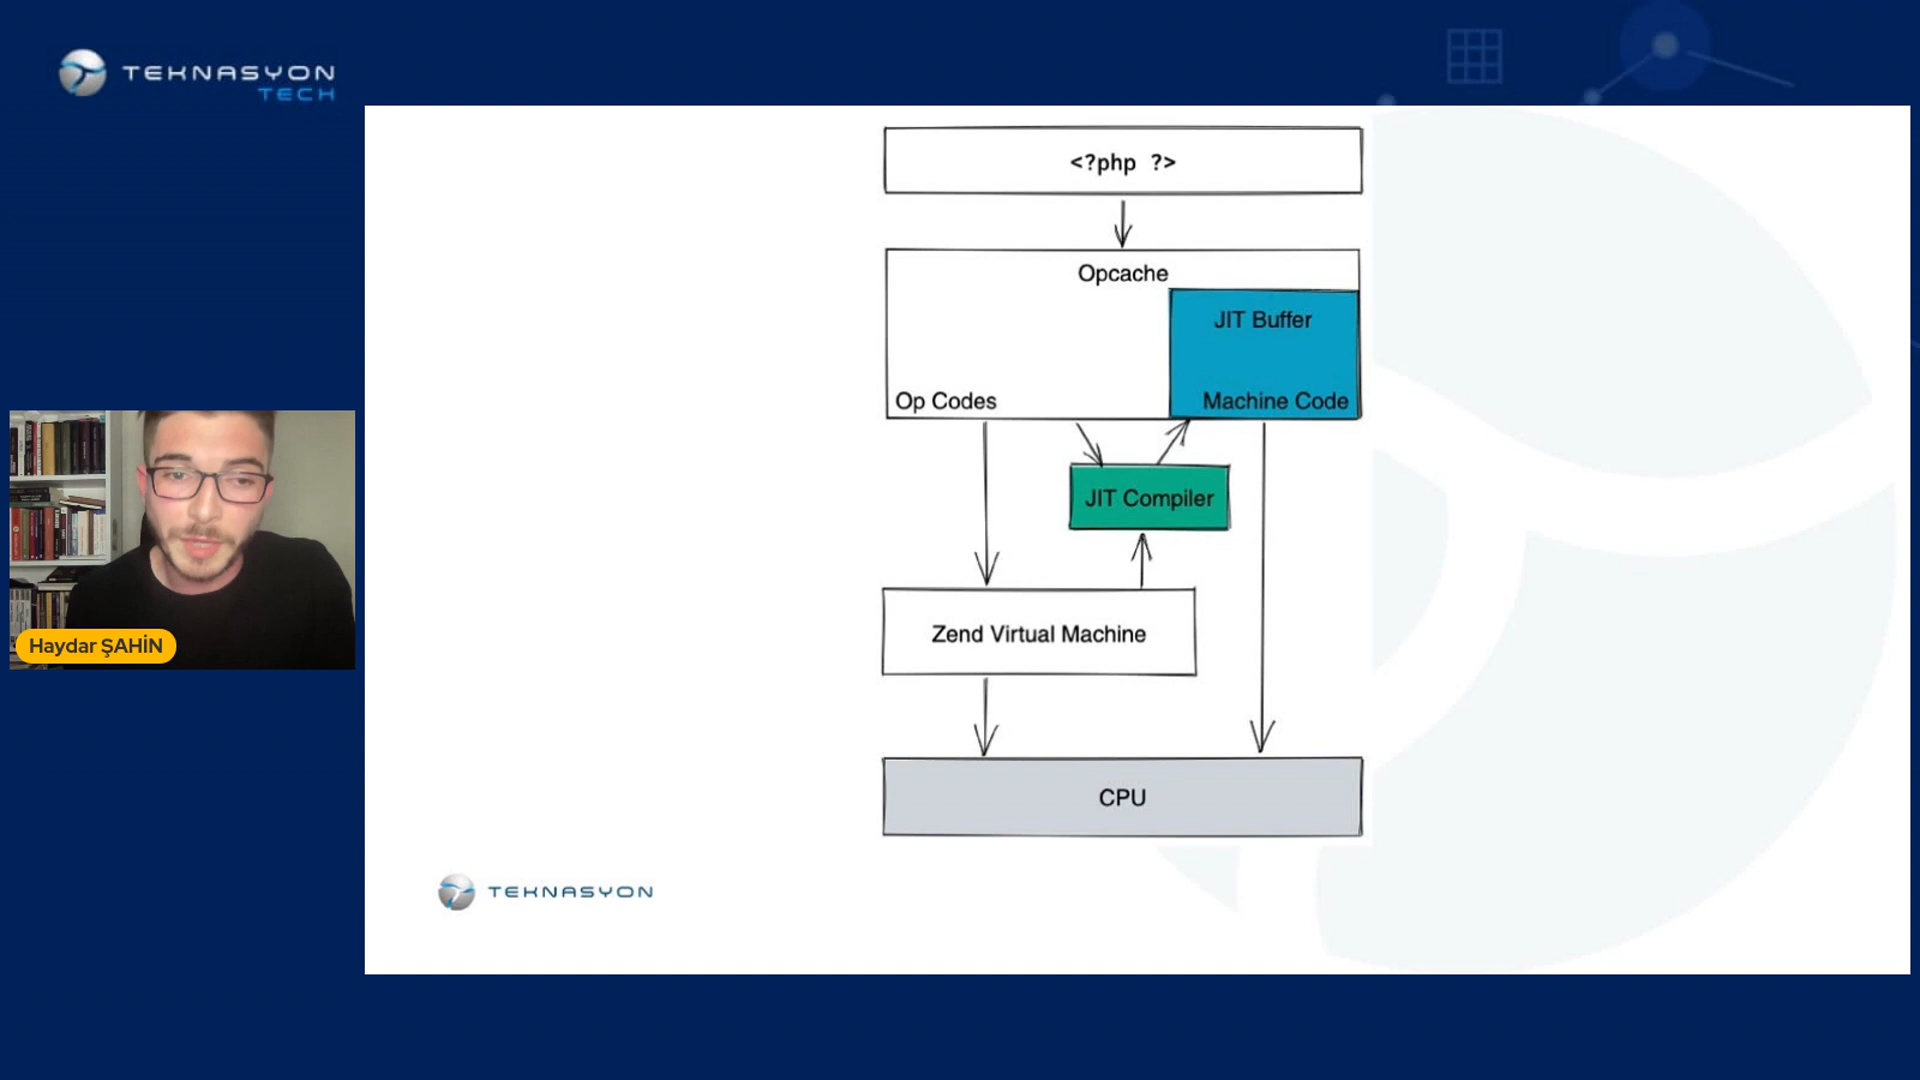 TEKNASYON
TECH
<?php ?>
Opcache
JIT Buffer
Op Codes
Machine Code
JIT Compiler
Zend Virtual Machine
Haydar ŞAHİN
CPU
TEKNASYON